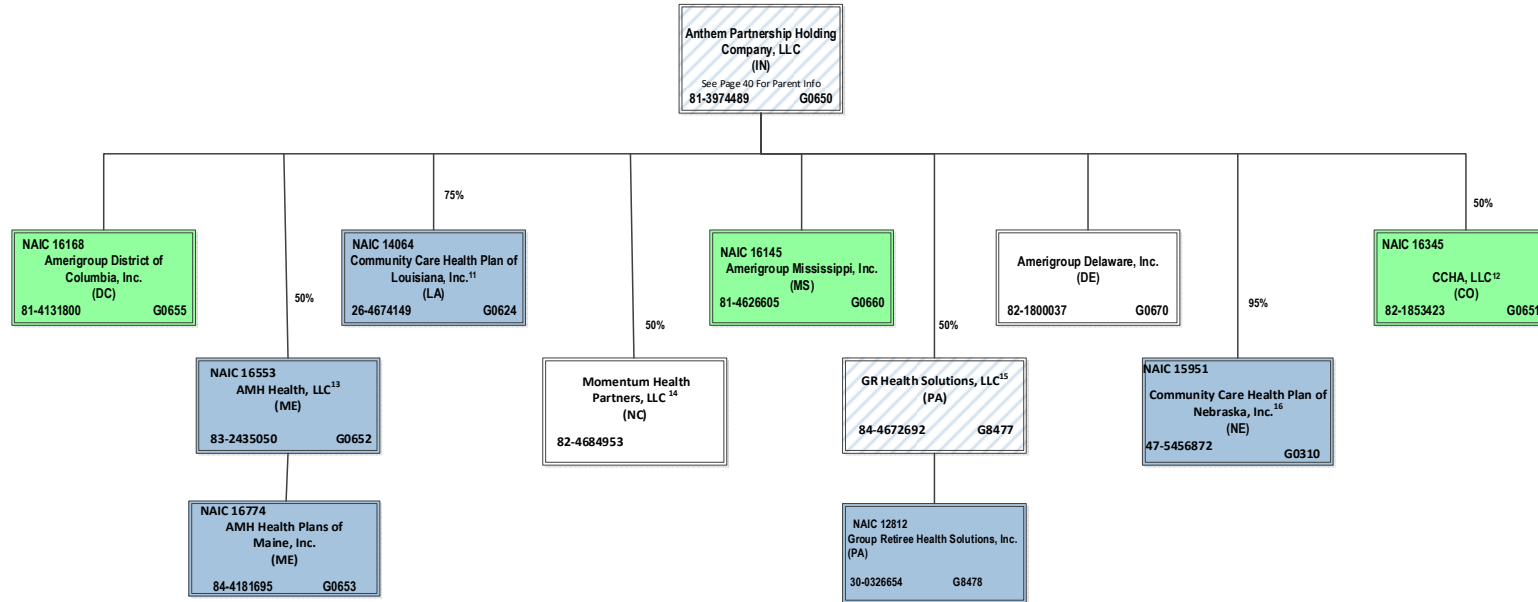 Anthem Partnership Holding
Company, LLC
(IN)
See Page 40 For Parent Info
81-3974489 G0650
75%
50%
NAIC 16168
Amerigroup District of
Columbia, Inc.
(DC)
81-4131800 G0655
NAIC 14064
Community Care Health Plan of
Louisiana, Inc.¹¹
(LA)
26-4674149 G0624
NAIC 16145
Amerigroup Mississippi, Inc.
(MS)
81-4626605 G0660
Amerigroup Delaware, Inc.
(DE)
82-1800037 G0670
NAIC 16345
CCHA, LLC¹²
(CO)
82-1853423 G0651
50%
50%
50%
95%
NAIC 16553
AMH Health, LLC¹³
(ME)
83-2435050 G0652
Momentum Health
Partners, LLC ¹⁴
(NC)
82-4684953
GR Health Solutions, LLC¹⁵
(PA)
84-4672692 G8477
NAIC 15951
Community Care Health Plan of
Nebraska, Inc.¹⁶
(NE)
47-5456872 G0310
NAIC 16774
AMH Health Plans of
Maine, Inc.
(ME)
84-4181695 G0653
NAIC 12812
Group Retiree Health Solutions, Inc.
(PA)
30-0326654 G8478